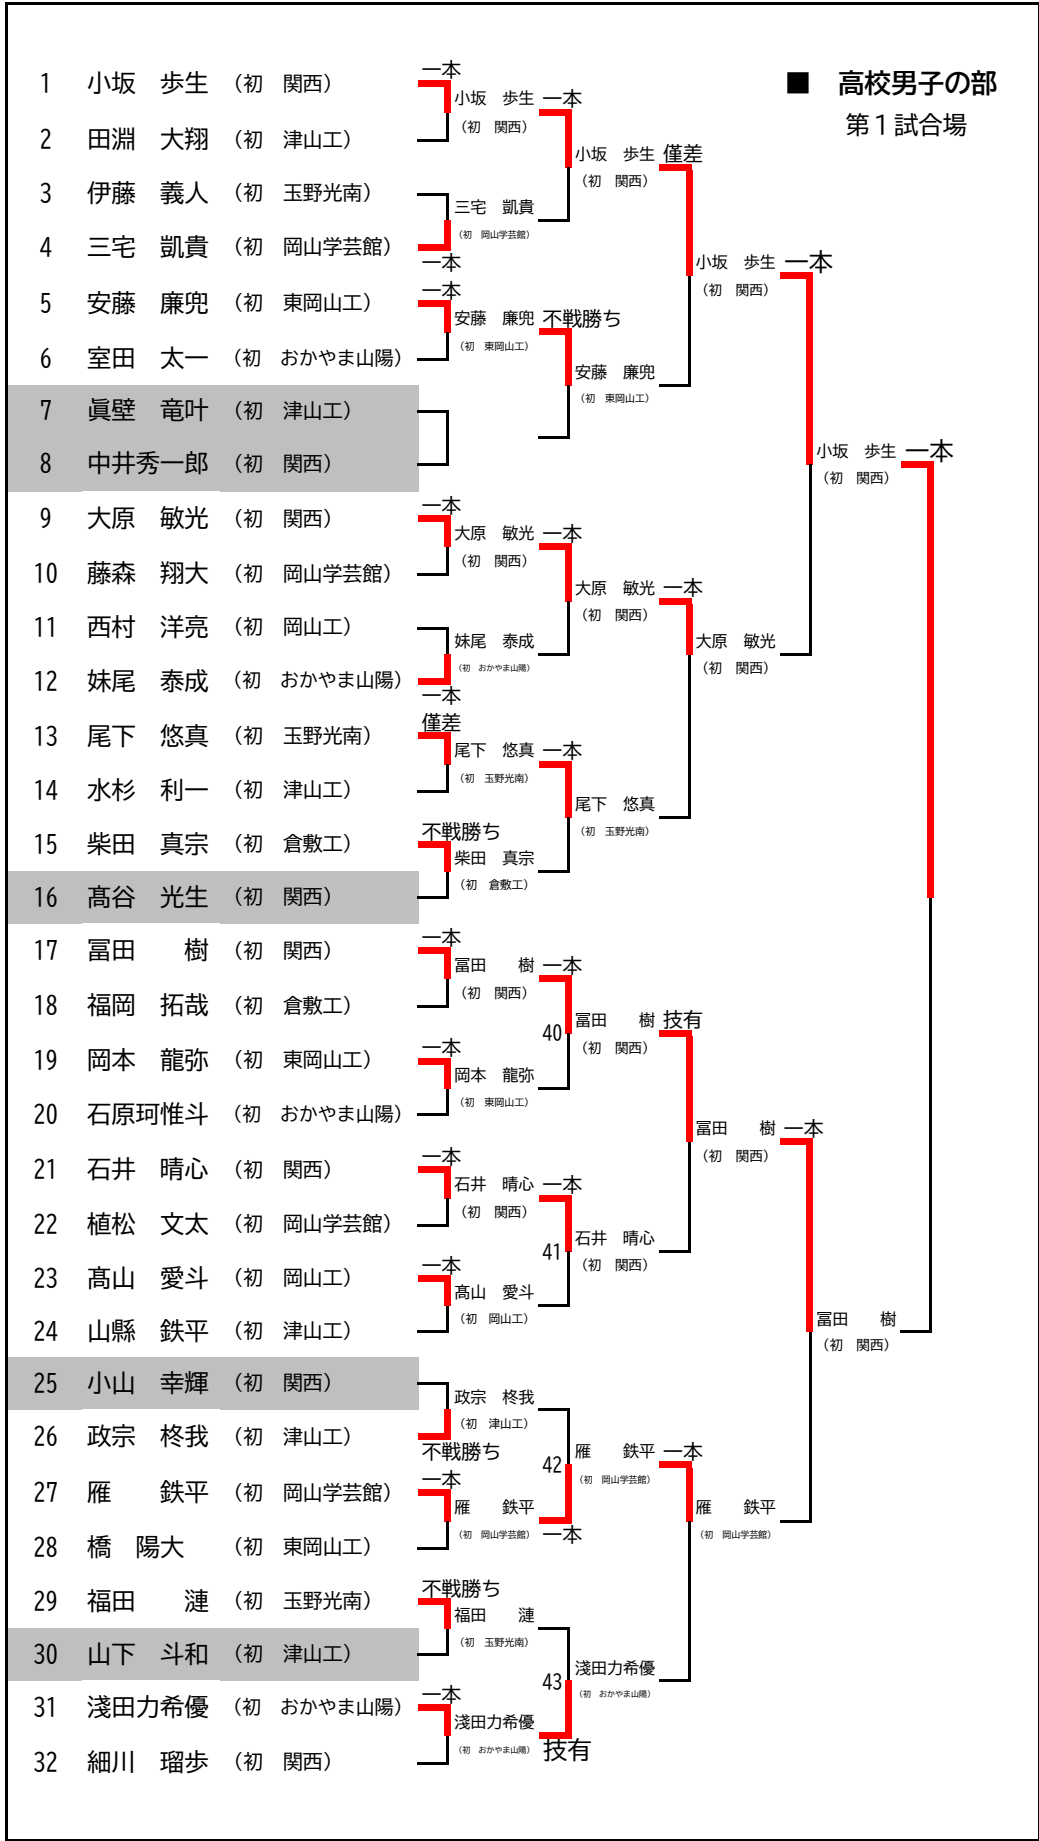 ■ 高校男子の部
第１試合場
1 小坂 歩生 （初 関西）
2 田淵 大翔 （初 津山工）
3 伊藤 義人 （初 玉野光南）
4 三宅 凱貴 （初 岡山学芸館）
5 安藤 廉兜 （初 東岡山工）
6 室田 太一 （初 おかやま山陽）
7 眞壁 竜叶 （初 津山工）
8 中井秀一郎 （初 関西）
9 大原 敏光 （初 関西）
10 藤森 翔大 （初 岡山学芸館）
11 西村 洋亮 （初 岡山工）
12 妹尾 泰成 （初 おかやま山陽）
13 尾下 悠真 （初 玉野光南）
14 水杉 利一 （初 津山工）
15 柴田 真宗 （初 倉敷工）
16 髙谷 光生 （初 関西）
17 冨田 樹 （初 関西）
18 福岡 拓哉 （初 倉敷工）
19 岡本 龍弥 （初 東岡山工）
20 石原珂惟斗 （初 おかやま山陽）
21 石井 晴心 （初 関西）
22 植松 文太 （初 岡山学芸館）
23 髙山 愛斗 （初 岡山工）
24 山縣 鉄平 （初 津山工）
25 小山 幸輝 （初 関西）
26 政宗 柊我 （初 津山工）
27 雁 鉄平 （初 岡山学芸館）
28 橋 陽大 （初 東岡山工）
29 福田 漣 （初 玉野光南）
30 山下 斗和 （初 津山工）
31 淺田力希優 （初 おかやま山陽）
32 細川 瑠歩 （初 関西）
一本
小坂 歩生
（初 関西）
三宅 凱貴
（初 岡山学芸館）
一本
一本
安藤 廉兜
（初 東岡山工）
一本
大原 敏光
（初 関西）
妹尾 泰成
（初 おかやま山陽）
一本
僅差
尾下 悠真
（初 玉野光南）
不戦勝ち
柴田 真宗
（初 倉敷工）
一本
冨田 樹
（初 関西）
一本
岡本 龍弥
（初 東岡山工）
一本
石井 晴心
（初 関西）
一本
髙山 愛斗
（初 岡山工）
政宗 柊我
（初 津山工）
不戦勝ち
一本
雁 鉄平
（初 岡山学芸館）
不戦勝ち
福田 漣
（初 玉野光南）
一本
淺田力希優
（初 おかやま山陽）
一本
小坂 歩生
（初 関西）
不戦勝ち
安藤 廉兜
（初 東岡山工）
一本
大原 敏光
（初 関西）
一本
尾下 悠真
（初 玉野光南）
一本
40
冨田 樹
（初 関西）
一本
41
石井 晴心
（初 関西）
42
雁 鉄平
（初 岡山学芸館）
一本
43
淺田力希優
（初 おかやま山陽）
技有
僅差
小坂 歩生
（初 関西）
一本
大原 敏光
（初 関西）
技有
冨田 樹
（初 関西）
一本
雁 鉄平
（初 岡山学芸館）
一本
小坂 歩生
（初 関西）
一本
冨田 樹
（初 関西）
一本